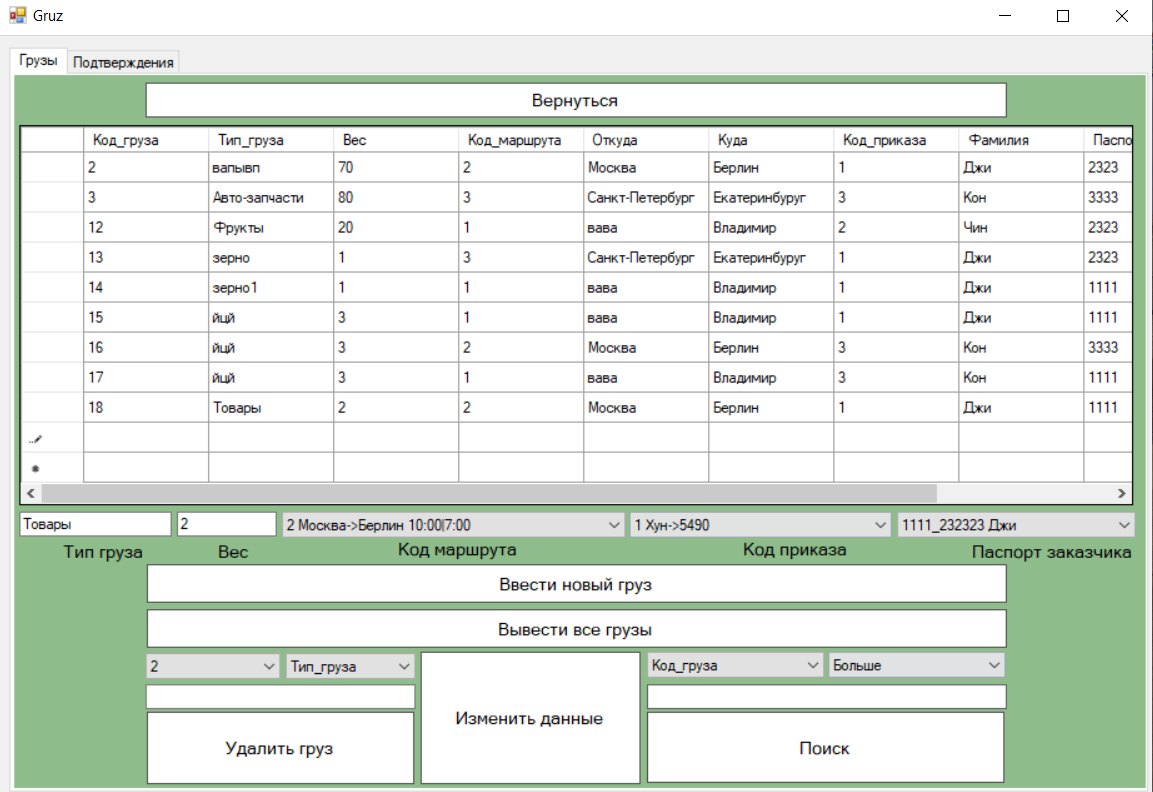 Gruz
Грузы Подтверждения
Вернуться
Код_груза Тип_груза Вес Код_маршрута Откуда Куда Код_приказа Фамилия Паспо
2 вапывп 70 2 Москва Берлин 1 Джи 2323
3 Авто-запчасти 80 3 Санкт-Петербург Екатеринбуруг 3 Кон 3333
12 Фрукты 20 1 вава Владимир 2 Чин 2323
13 зерно 1 3 Санкт-Петербург Екатеринбуруг 1 Джи 2323
14 зерно1 1 1 вава Владимир 1 Джи 1111
15 йцй 3 1 вава Владимир 1 Джи 1111
16 йцй 3 2 Москва Берлин 3 Кон 3333
17 йцй 3 1 вава Владимир 3 Кон 1111
18 Товары 2 2 Москва Берлин 1 Джи 1111
Товары 2 2 Москва->Берлин 10:00|7:00 1 Хун->5490 1111_232323 Джи
Тип груза Вес Код маршрута Код приказа Паспорт заказчика
Ввести новый груз
Вывести все грузы
2 Тип_груза Код_груза Больше
Изменить данные
Удалить груз Поиск